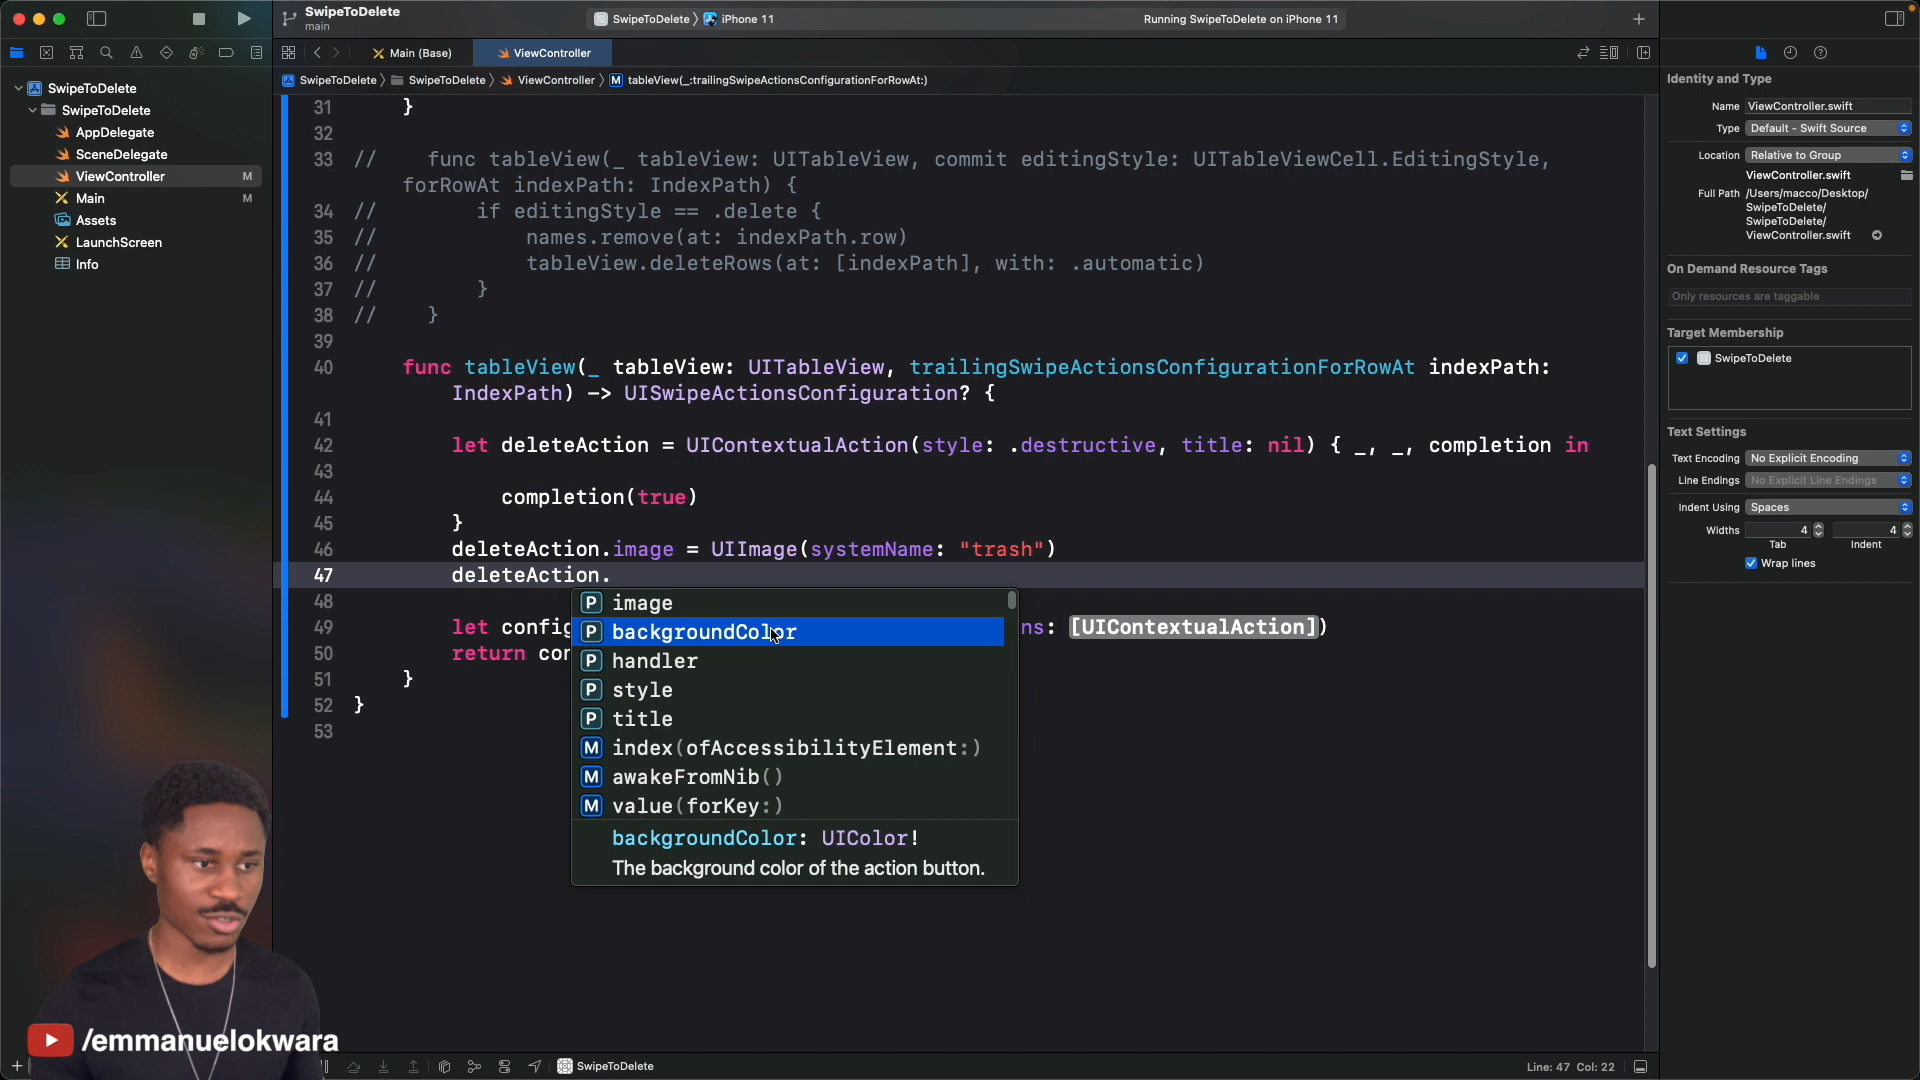 SwipeToDelete
main
SwipeToDelete 〉 iPhone 11
Running SwipeToDelete on iPhone 11
Main (Base)
ViewController
SwipeToDelete 〉 SwipeToDelete 〉 ViewController 〉 M tableView(_:trailingSwipeActionsConfigurationForRowAt:)
SwipeToDelete
SwipeToDelete
AppDelegate
SceneDelegate
ViewController M
Main M
Assets
LaunchScreen
Info
31 }
32
33 // func tableView(_ tableView: UITableView, commit editingStyle: UITableViewCell.EditingStyle,
forRowAt indexPath: IndexPath) {
34 // if editingStyle == .delete {
35 // names.remove(at: indexPath.row)
36 // tableView.deleteRows(at: [indexPath], with: .automatic)
37 // }
38 // }
39
40 func tableView(_ tableView: UITableView, trailingSwipeActionsConfigurationForRowAt indexPath:
IndexPath) -> UISwipeActionsConfiguration? {
41
42 let deleteAction = UIContextualAction(style: .destructive, title: nil) { _, _, completion in
43
44 completion(true)
45 }
46 deleteAction.image = UIImage(systemName: "trash")
47 deleteAction.
48
49 let config ns: [UIContextualAction])
50 return con
51 }
52 }
53
P image
P backgroundColor
P handler
P style
P title
M index(ofAccessibilityElement:)
M awakeFromNib()
M value(forKey:)
backgroundColor: UIColor!
The background color of the action button.
Identity and Type
Name ViewController.swift
Type Default - Swift Source
Location Relative to Group
ViewController.swift
Full Path /Users/macco/Desktop/
SwipeToDelete/
SwipeToDelete/
ViewController.swift
On Demand Resource Tags
Only resources are taggable
Target Membership
SwipeToDelete
Text Settings
Text Encoding No Explicit Encoding
Line Endings No Explicit Line Endings
Indent Using Spaces
Widths 4 4
Tab Indent
Wrap lines
/emmanuelokwara
SwipeToDelete
Line: 47 Col: 22